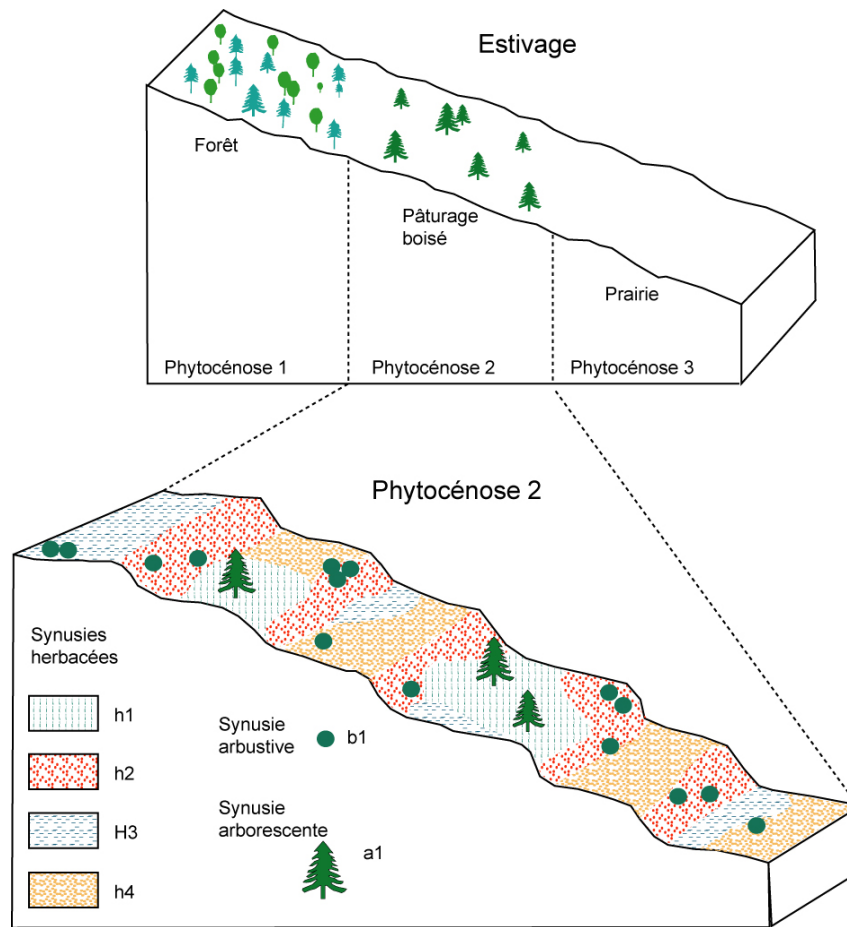 Estivage
Forêt
Pâturage
boisé
Prairie
Phytocénose 1
Phytocénose 2
Phytocénose 3
Phytocénose 2
Synusies
herbacées
h1
h2
H3
h4
Synusie
arbustive
b1
Synusie
arborescente
a1